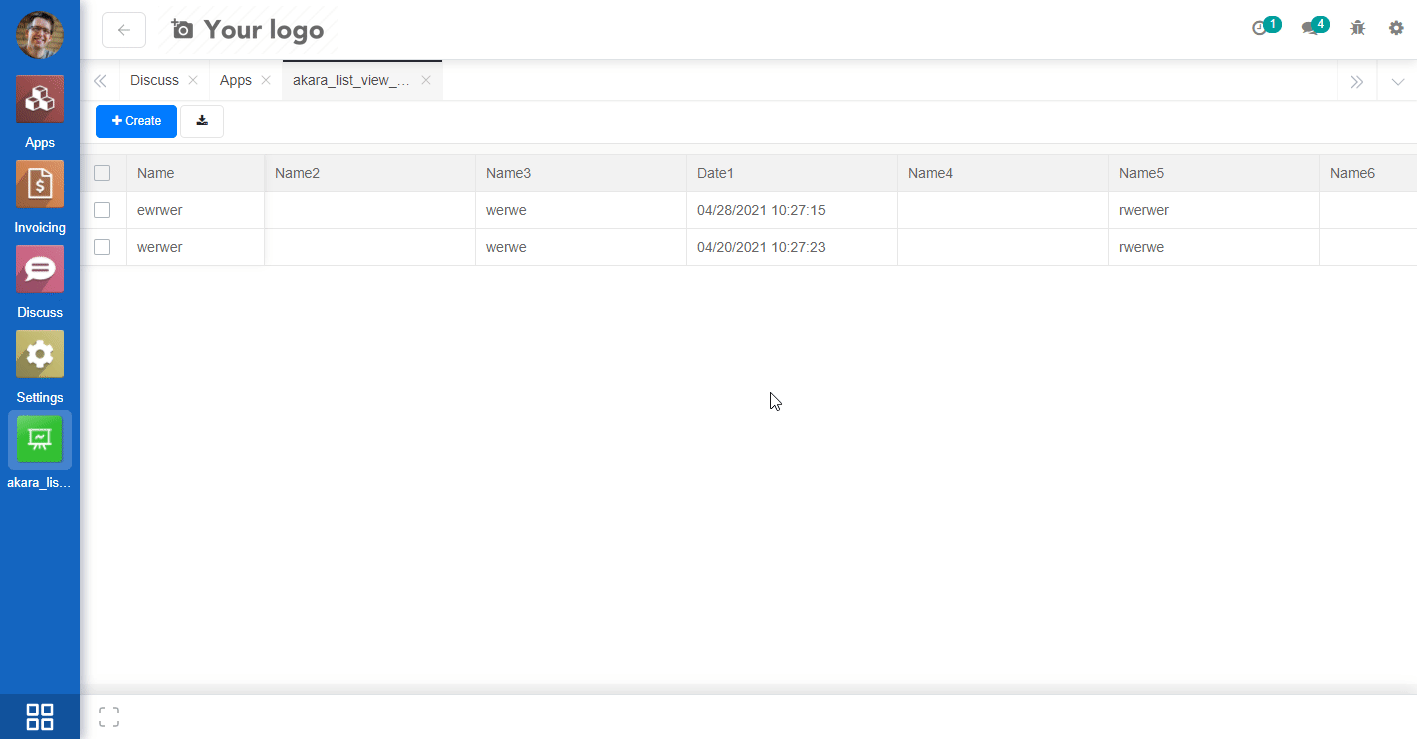 Your logo
1
4
Discuss
Apps
akara_list_view_...
Create
Apps
Invoicing
Discuss
Settings
akara_lis...
Name Name2 Name3 Date1 Name4 Name5 Name6
ewrwer werwe 04/28/2021 10:27:15 rwerwer
werwer werwe 04/20/2021 10:27:23 rwerwe